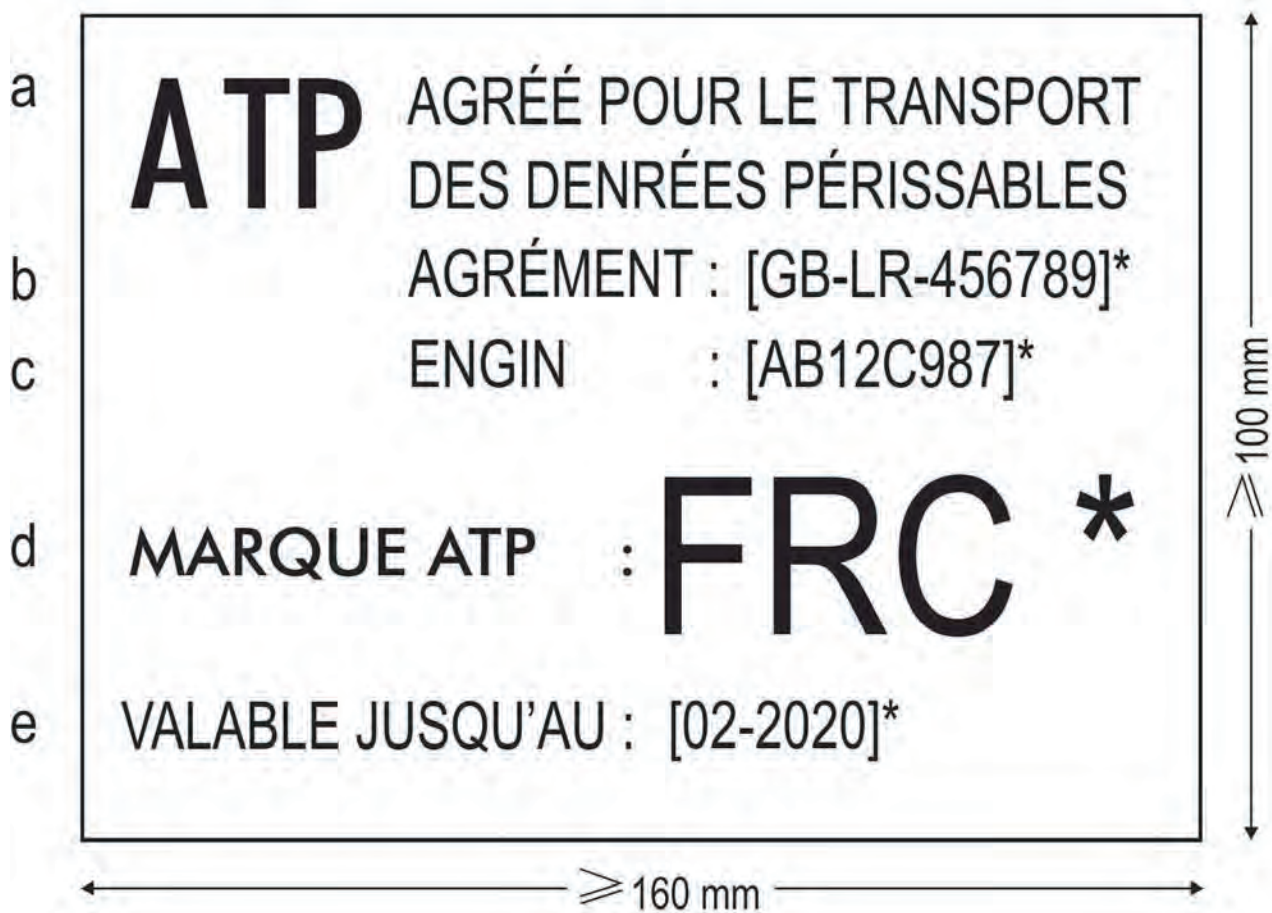 a ATP AGRÉÉ POUR LE TRANSPORT
DES DENRÉES PÉRISSABLES
b AGRÉMENT : [GB-LR-456789]*
c ENGIN : [AB12C987]*
d MARQUE ATP : FRC *
e VALABLE JUSQU'AU : [02-2020]*
⩾ 100 mm
⩾ 160 mm